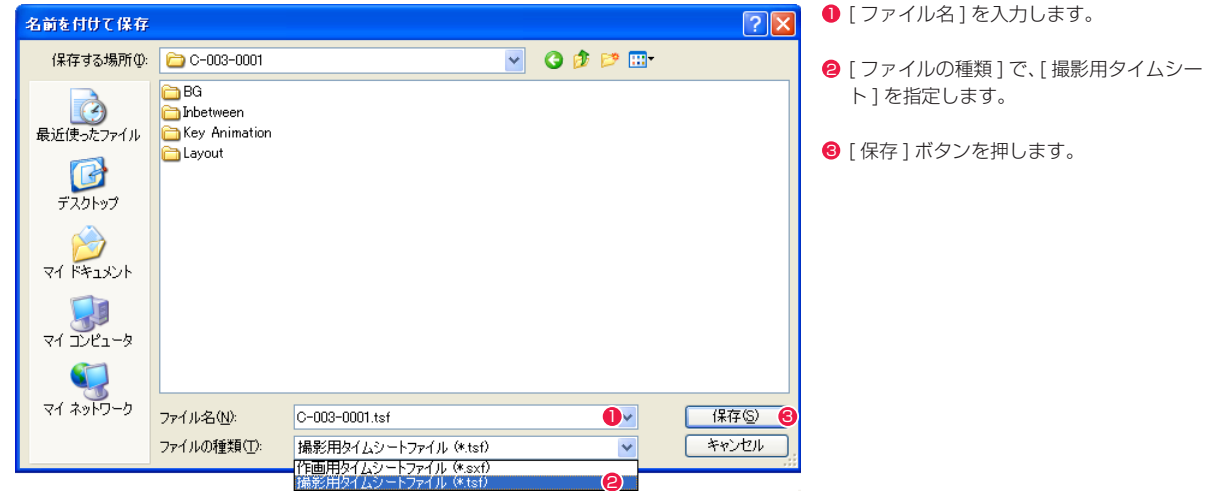 名前を付けて保存
保存する場所(I):
C-003-0001
最近使ったファイル
デスクトップ
マイ ドキュメント
マイ コンピュータ
マイ ネットワーク
BG
Inbetween
Key Animation
Layout
ファイル名(N):
C-003-0001.tsf
1
保存(S)
3
ファイルの種類(T):
撮影用タイムシートファイル (*.tsf)
キャンセル
作画用タイムシートファイル (*.sxf)
撮影用タイムシートファイル (*.tsf)
2
1 [ ファイル名 ] を入力します。
2 [ ファイルの種類 ] で、[ 撮影用タイムシー
ト ] を指定します。
3 [ 保存 ] ボタンを押します。